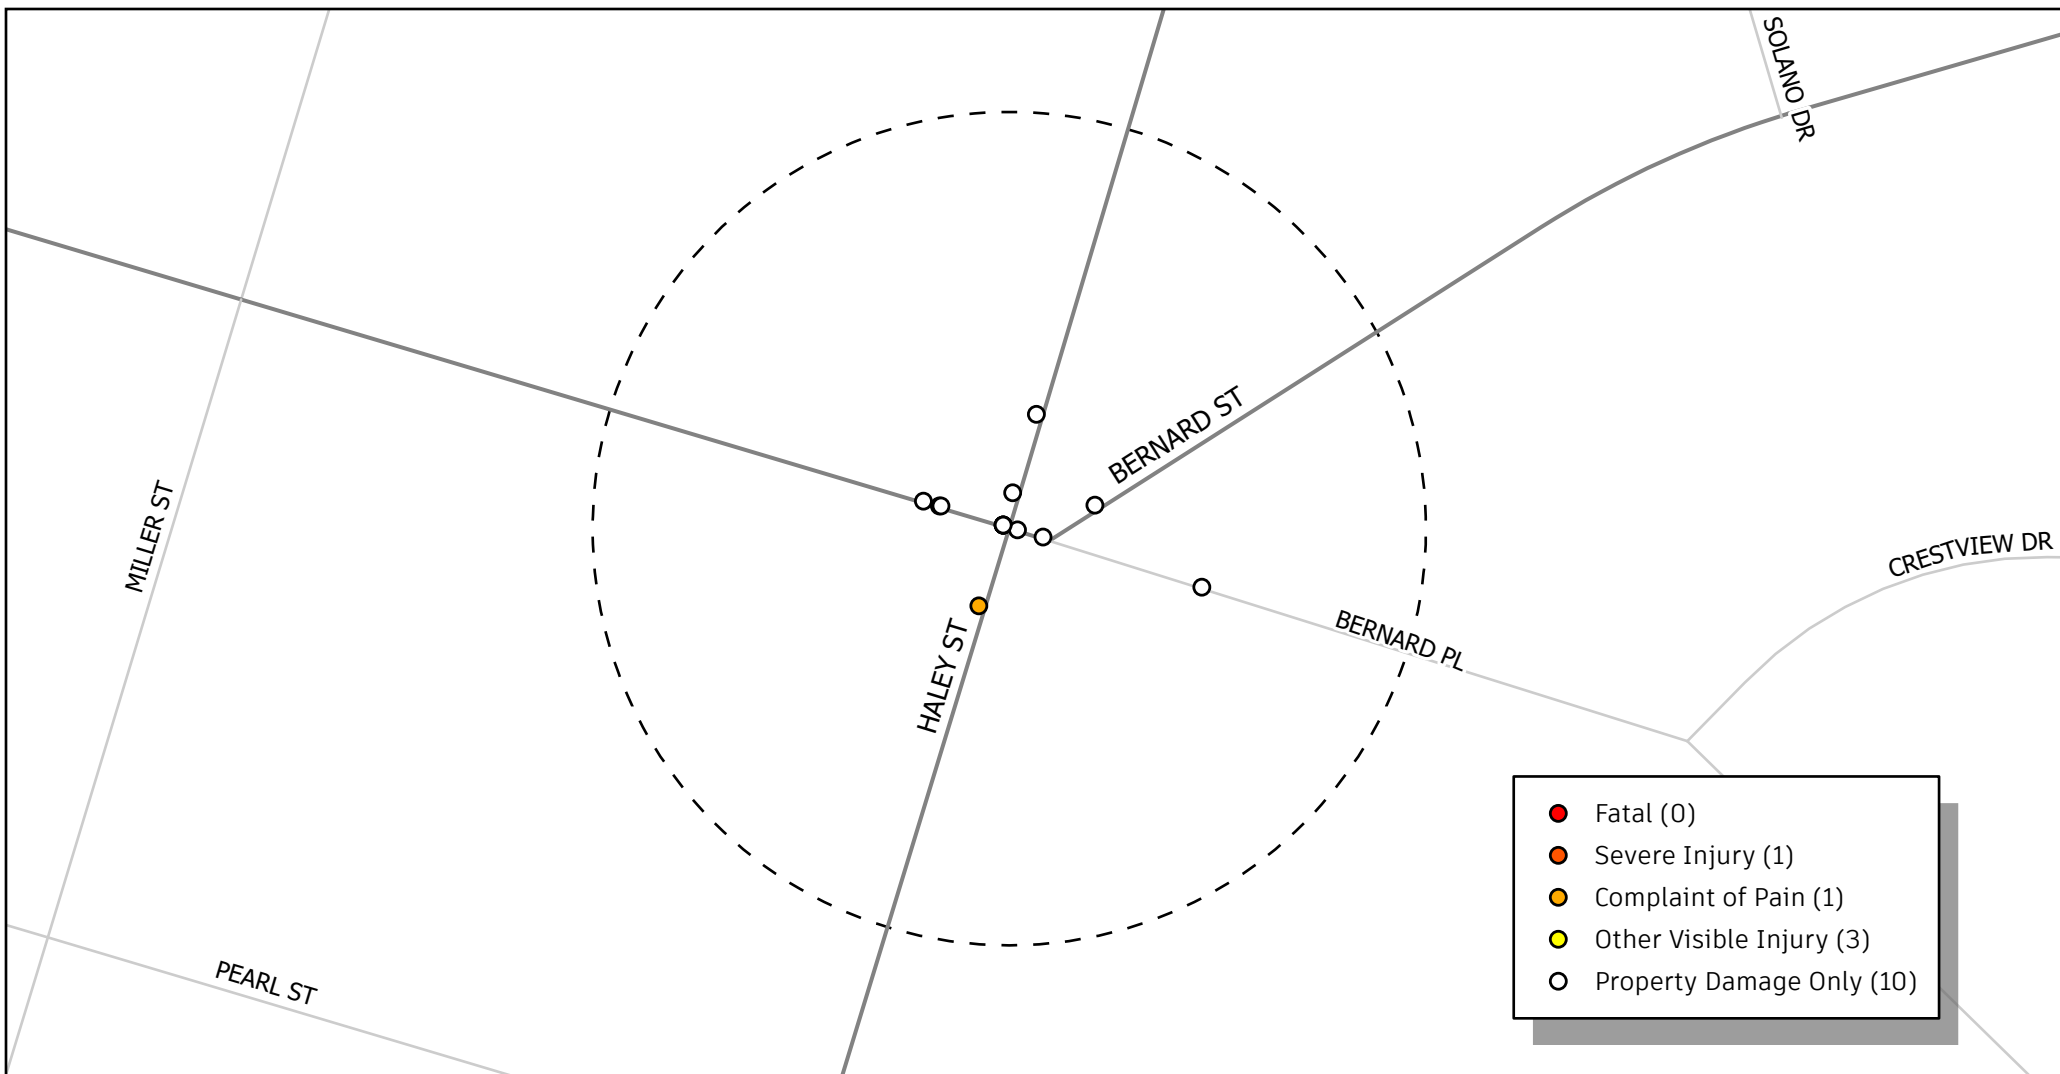 SOLANO DR
BERNARD ST
MILLER ST
CRESTVIEW DR
HALEY ST
BERNARD PL
PEARL ST
Fatal (0)
Severe Injury (1)
Complaint of Pain (1)
Other Visible Injury (3)
Property Damage Only (10)